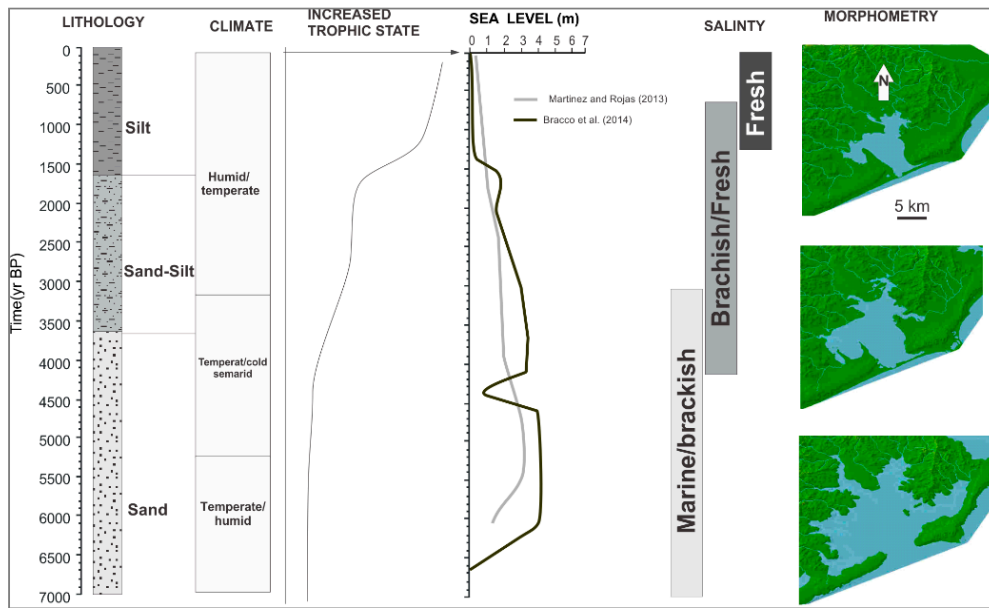 LITHOLOGY
CLIMATE
INCREASED
TROPHIC STATE
SEA LEVEL (m)
SALINITY
MORPHOMETRY
0 1 2 3 4 5 6 7
Time(yr BP)
0
500
1000
1500
2000
2500
3000
3500
4000
4500
5000
5500
6000
6500
7000
Silt
Sand-Silt
Sand
Humid/
temperate
Temperat/cold
semarid
Temperate/
humid
Martinez and Rojas (2013)
Bracco et al. (2014)
Marine/brackish
Brachish/Fresh
Fresh
N
5 km